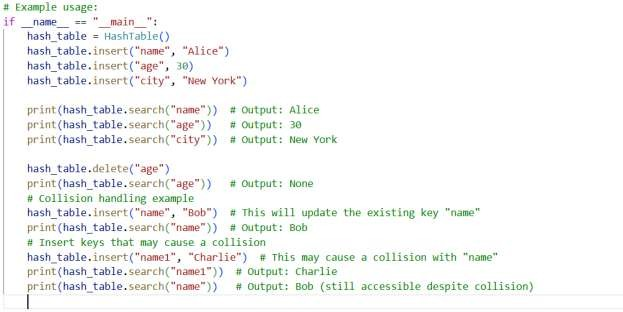 # Example usage:
if __name__ == "__main__":
    hash_table = HashTable()
    hash_table.insert("name", "Alice")
    hash_table.insert("age", 30)
    hash_table.insert("city", "New York")

    print(hash_table.search("name"))  # Output: Alice
    print(hash_table.search("age"))   # Output: 30
    print(hash_table.search("city"))  # Output: New York

    hash_table.delete("age")
    print(hash_table.search("age"))   # Output: None
    # Collision handling example
    hash_table.insert("name", "Bob")  # This will update the existing key "name"
    print(hash_table.search("name"))  # Output: Bob
    # Insert keys that may cause a collision
    hash_table.insert("name1", "Charlie")  # This may cause a collision with "name"
    print(hash_table.search("name1"))  # Output: Charlie
    print(hash_table.search("name"))   # Output: Bob (still accessible despite collision)